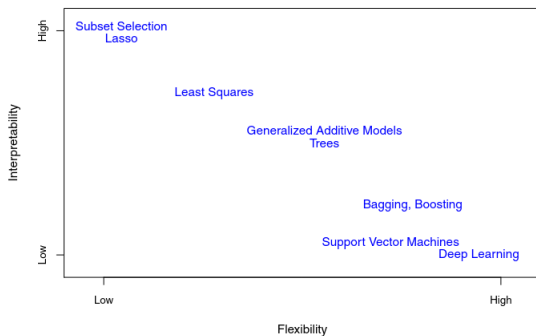 Subset Selection
Lasso
Least Squares
Generalized Additive Models
Trees
Bagging, Boosting
Support Vector Machines
Deep Learning
Interpretability
High
Low
Low
High
Flexibility